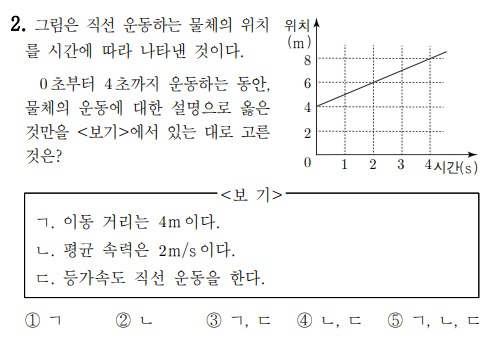 2. 그림은 직선 운동하는 물체의 위치
를 시간에 따라 나타낸 것이다.
0초부터 4초까지 운동하는 동안,
물체의 운동에 대한 설명으로 옳은
것만을 <보기>에서 있는 대로 고른
것은?
위치
(m)
8
6
4
2
0 1 2 3 4 시간(s)
<보 기>
ㄱ. 이동 거리는 4m이다.
ㄴ. 평균 속력은 2m/s이다.
ㄷ. 등가속도 직선 운동을 한다.
① ㄱ ② ㄴ ③ ㄱ, ㄷ ④ ㄴ, ㄷ ⑤ ㄱ, ㄴ, ㄷ